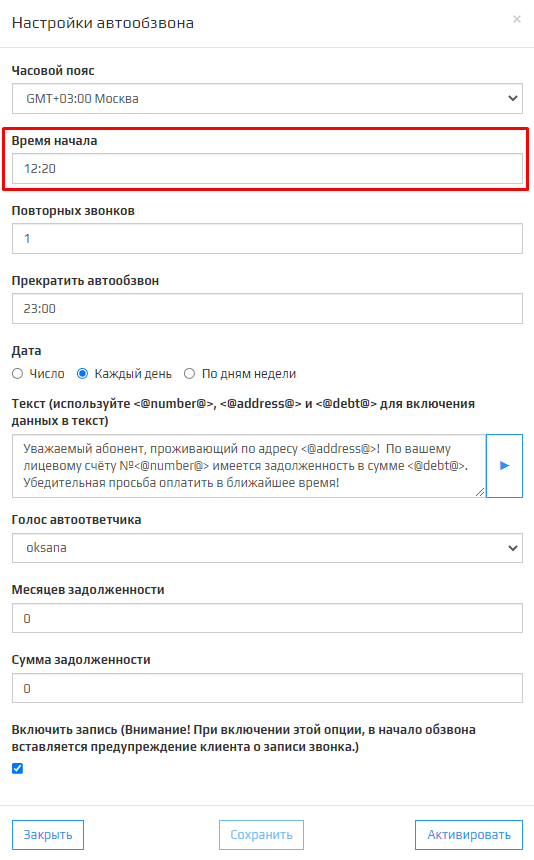 Настройки автообзвона
×
Часовой пояс
GMT+03:00 Москва
Время начала
12:20
Повторных звонков
1
Прекратить автообзвон
23:00
Дата
Число Каждый день По дням недели
Текст (используйте <@number@>, <@address@> и <@debt@> для включения
данных в текст)
Уважаемый абонент, проживающий по адресу <@address@>! По вашему
лицевому счёту №<@number@> имеется задолженность в сумме <@debt@>.
Убедительная просьба оплатить в ближайшее время!
Голос автоответчика
oksana
Месяцев задолженности
0
Сумма задолженности
0
Включить запись (Внимание! При включении этой опции, в начало обзвона
вставляется предупреждение клиента о записи звонка.)
Закрыть Сохранить Активировать